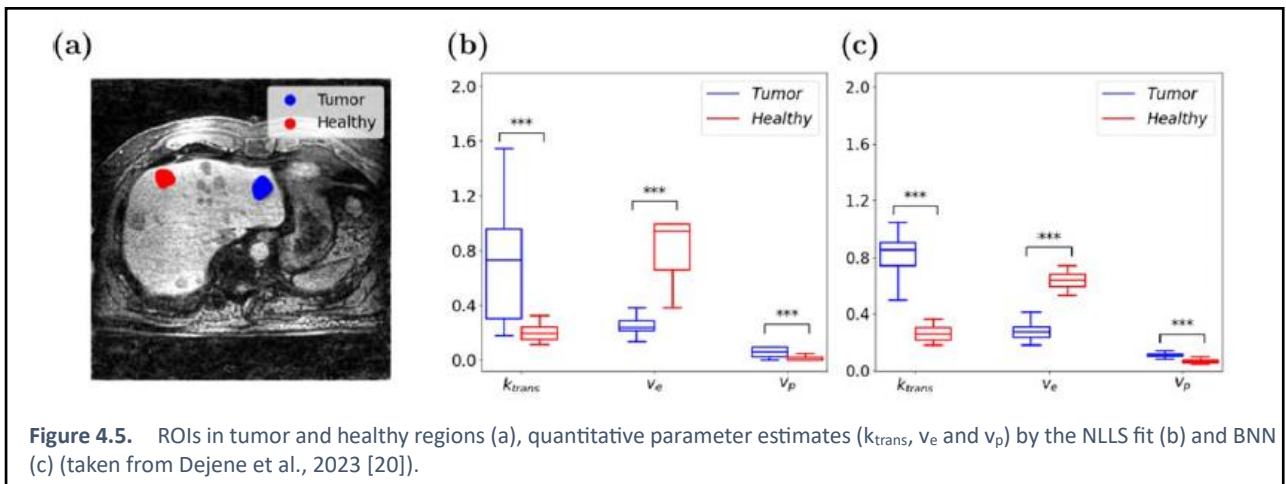 (a)
Tumor
Healthy
(b)
2.0
1.6
1.2
0.8
0.4
0.0
***
***
***
Tumor
Healthy
k_trans
v_e
v_p
(c)
2.0
1.6
1.2
0.8
0.4
0.0
***
***
***
Tumor
Healthy
k_trans
v_e
v_p
Figure 4.5. ROIs in tumor and healthy regions (a), quantitative parameter estimates (k_trans, v_e and v_p) by the NLLS fit (b) and BNN
(c) (taken from Dejene et al., 2023 [20]).